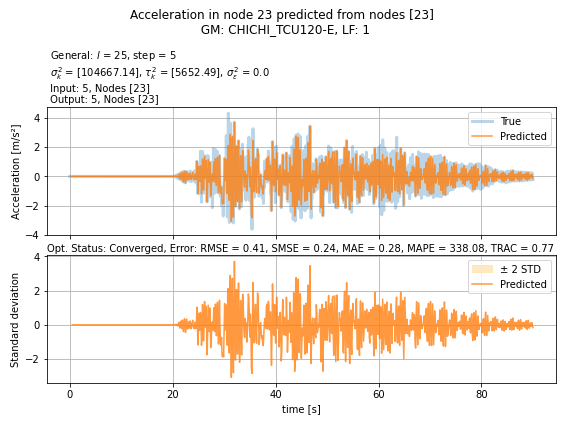 Acceleration in node 23 predicted from nodes [23]
GM: CHICHI_TCU120-E, LF: 1
General: l = 25, step = 5
σ²ₖ = [104667.14], τ²ₖ = [5652.49], σ²ₑ = 0.0
Input: 5, Nodes [23]
Output: 5, Nodes [23]
Acceleration [m/s²]
4
2
0
−2
−4
True
Predicted
Opt. Status: Converged, Error: RMSE = 0.41, SMSE = 0.24, MAE = 0.28, MAPE = 338.08, TRAC = 0.77
Standard deviation
4
2
0
−2
± 2 STD
Predicted
0 20 40 60 80
time [s]